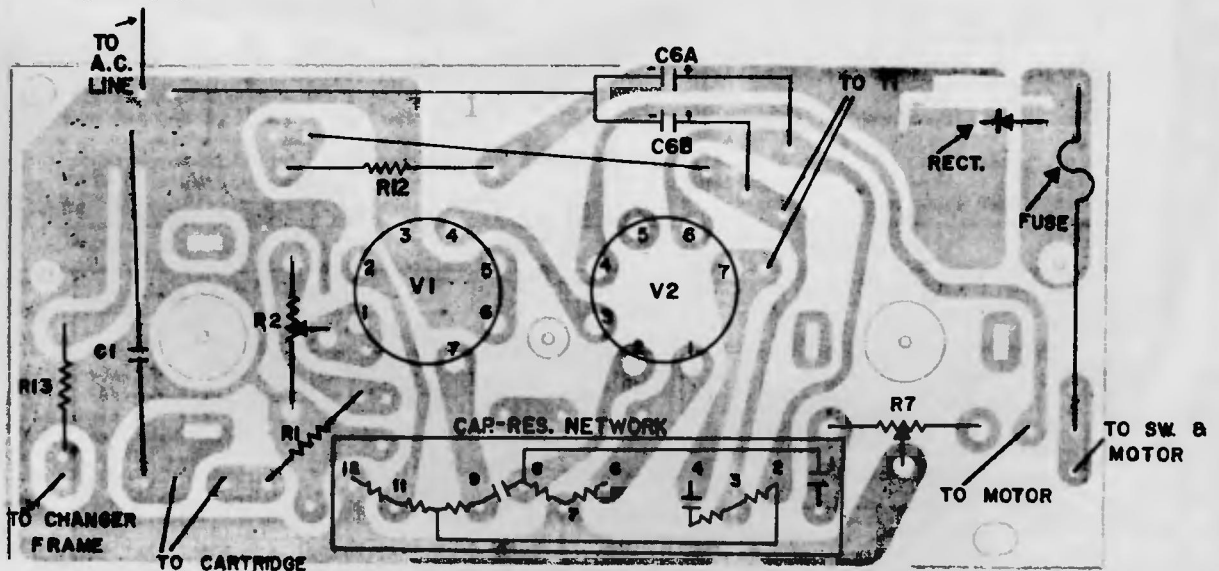 TO
A.C.
LINE
C6A
- +
- +
C6B
TO
RECT.
FUSE
R12
3 4
2 5
V1
1 6
7
5 6
4 7
V2
3
2 1
R2
C1
R13
R1
R7
CAP-RES. NETWORK
12 11 9 8 7 6 4 3 2
TO SW. &
MOTOR
TO MOTOR
TO CHANGER
FRAME
TO CARTRIDGE